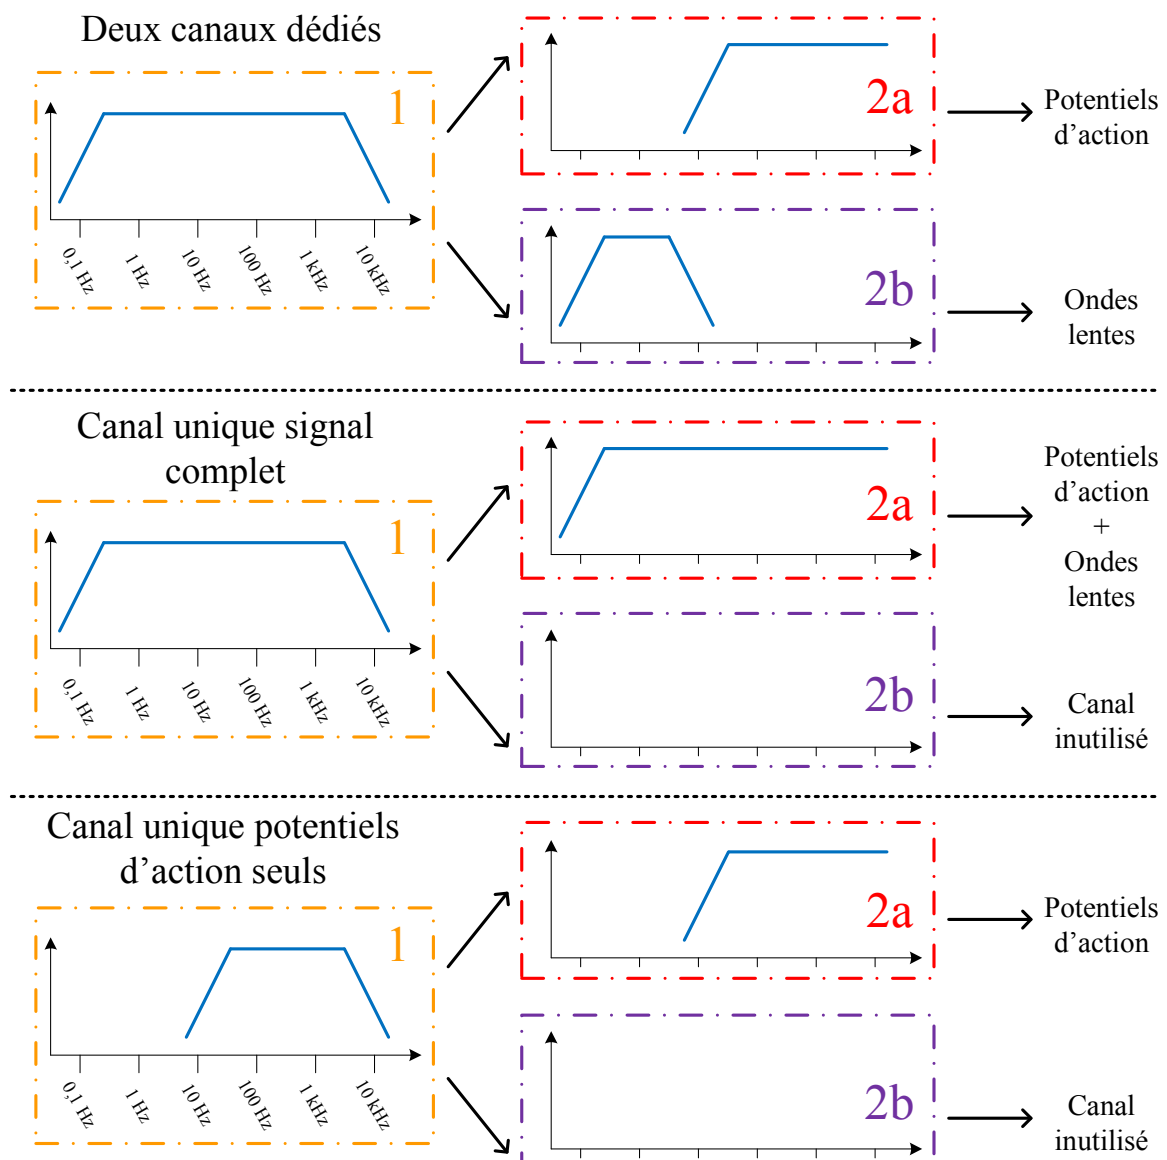 Deux canaux dédiés
1
0,1 Hz
1 Hz
10 Hz
100 Hz
1 kHz
10 kHz
2a
Potentiels
d’action
2b
Ondes
lentes
Canal unique signal
complet
1
0,1 Hz
1 Hz
10 Hz
100 Hz
1 kHz
10 kHz
2a
Potentiels
d’action
+
Ondes
lentes
2b
Canal
inutilisé
Canal unique potentiels
d’action seuls
1
0,1 Hz
1 Hz
10 Hz
100 Hz
1 kHz
10 kHz
2a
Potentiels
d’action
2b
Canal
inutilisé